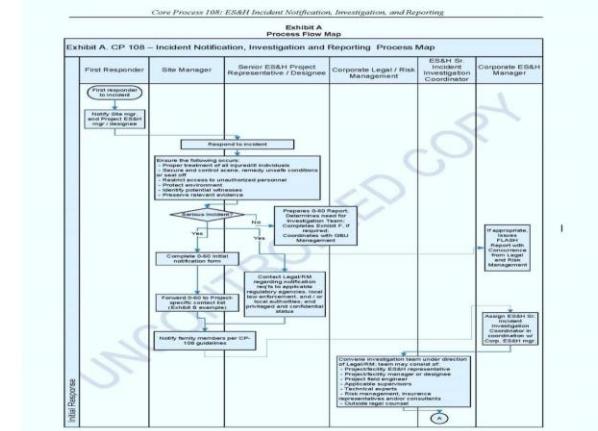 Core Process 108: ES&H Incident Notification, Investigation, and Reporting
Exhibit A
Process Flow Map
Exhibit A. CP 108 – Incident Notification, Investigation and Reporting Process Map
First Responder
Site Manager
Senior ES&H Project
Representative / Designee
Corporate Legal / Risk
Management
ES&H Sr.
Incident
Investigation
Coordinator
Corporate ES&H
Manager
First responder
to incident
Notify Site mgr.
and Project ES&H
mgr / designee
Respond to incident
Ensure the following occurs:
- Proper treatment of all injured/ill individuals
- Secure and control scene, remedy unsafe conditions
or seal off
- Restrict access to unauthorized personnel
- Protect environment
- Identify potential witnesses
- Preserve relevant evidence
Serious Incident?
No
Yes
Yes
Prepares 0-60 Report,
Determines need for
Investigation Team;
Completes Exhibit F, if
required;
Coordinates with GBU
Management
If appropriate,
issues
FLASH
Report with
Concurrence
from Legal
and Risk
Management
Complete 0-60 initial
notification form
Contact Legal/RM
regarding notification
req'ts to applicable
regulatory agencies, local
law enforcement, and / or
local authorities, and
privileged and confidential
status
Forward 0-60 to Project-
specific contact list
(Exhibit B example)
Assign ES&H Sr.
Incident
Investigation
Coordinator in
coordination w/
Corp. ES&H mgr
Notify family members per CP-
108 guidelines
Convene investigation team under direction
of Legal/RM; team may consist of:
- Project/facility ES&H representative
- Project/facility manager or designee
- Project field engineer
- Applicable supervisors
- Technical experts
- Risk management, insurance
representatives and/or consultants
- Outside legal counsel
A
Initial Response
UNCONTROLLED COPY